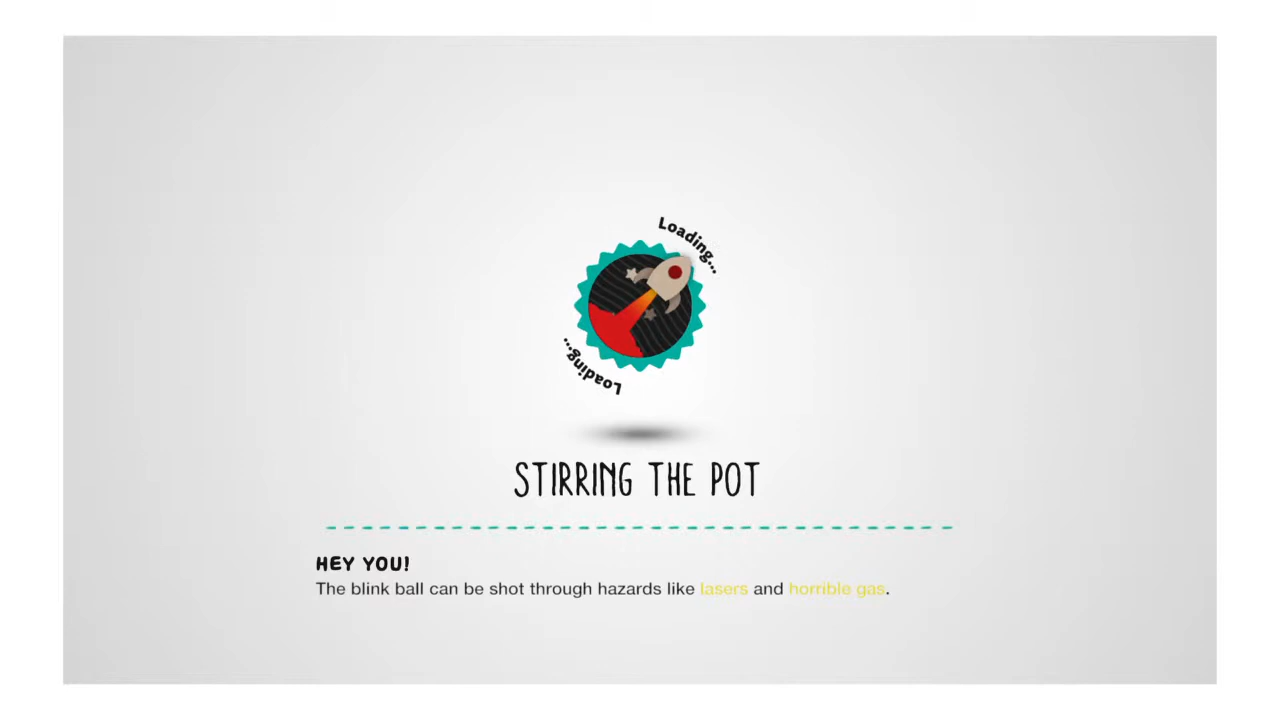 Loading...
Loading...
STIRRING THE POT
HEY YOU!
The blink ball can be shot through hazards like lasers and horrible gas.